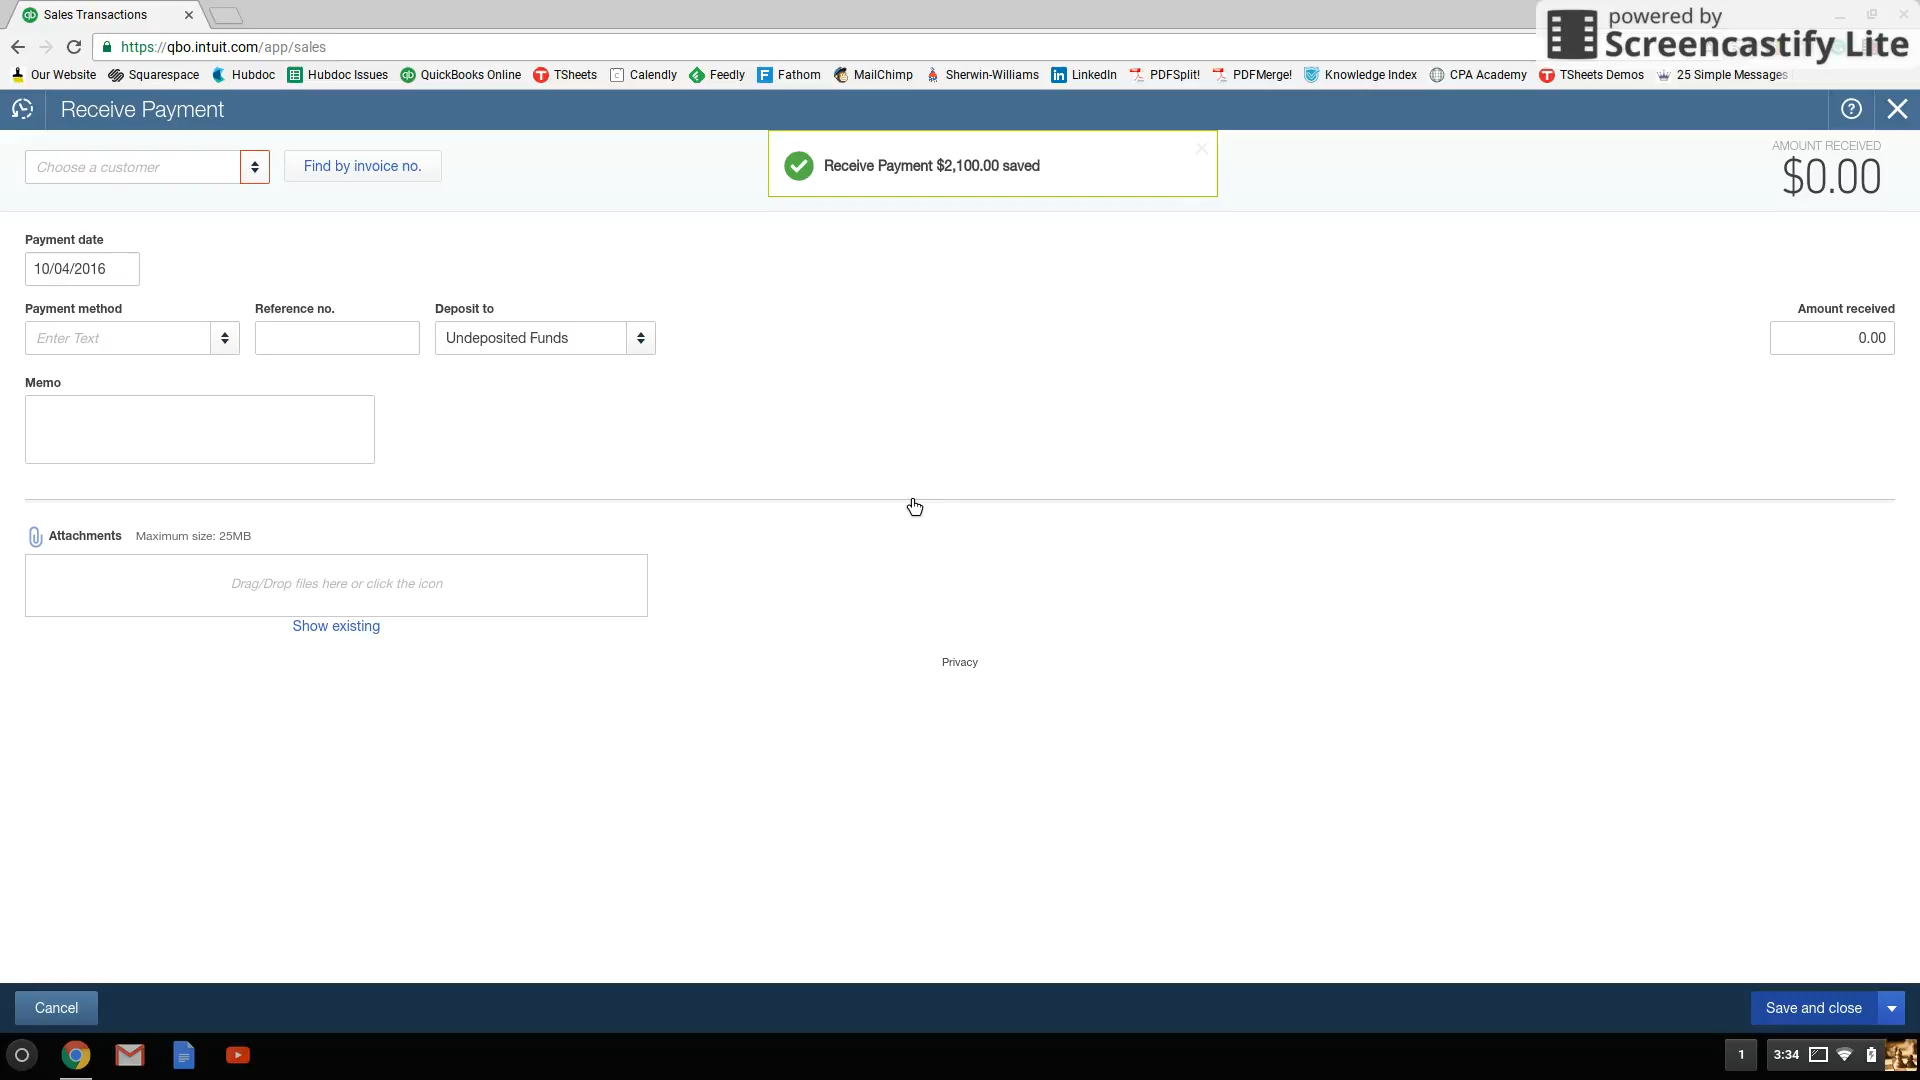 Sales Transactions
powered by
Screencastify Lite
https://qbo.intuit.com/app/sales
Our Website Squarespace Hubdoc Hubdoc Issues QuickBooks Online TSheets Calendly Feedly Fathom MailChimp Sherwin-Williams LinkedIn PDFSplit! PDFMerge! Knowledge Index CPA Academy TSheets Demos 25 Simple Messages
Receive Payment
Choose a customer
Find by invoice no.
Receive Payment $2,100.00 saved
AMOUNT RECEIVED
$0.00
Payment date
10/04/2016
Payment method Reference no. Deposit to Amount received
Enter Text Undeposited Funds 0.00
Memo
Attachments Maximum size: 25MB
Drag/Drop files here or click the icon
Show existing
Privacy
Cancel Save and close
1 3:34